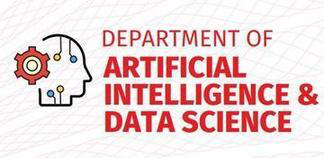 DEPARTMENT OF
ARTIFICIAL
INTELLIGENCE &
DATA SCIENCE